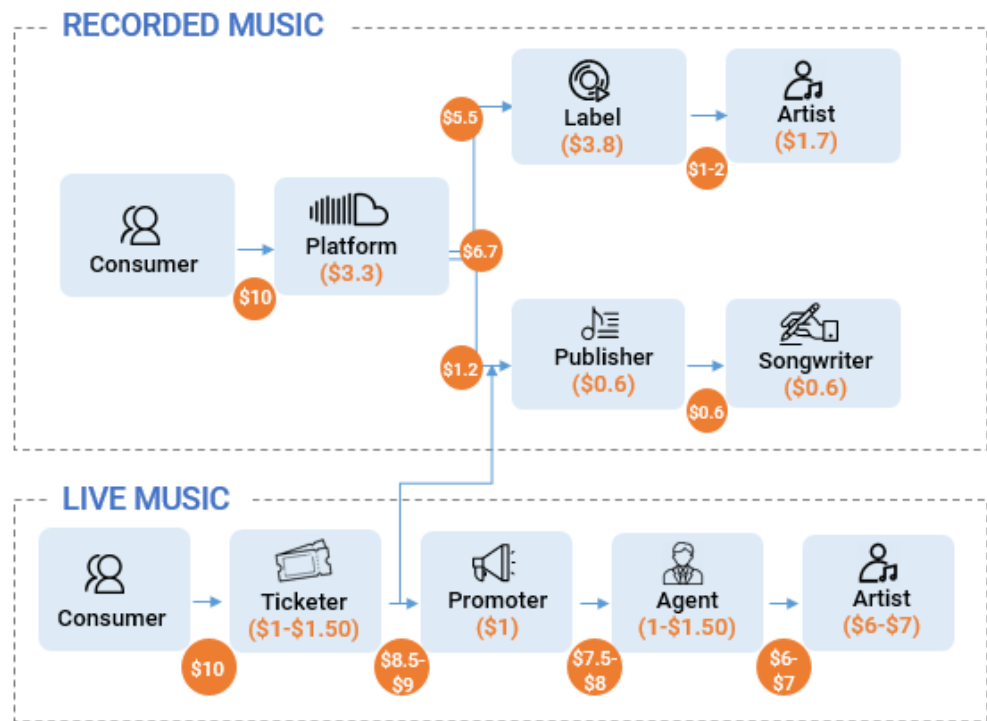 RECORDED MUSIC
Consumer
$10
Platform
($3.3)
$6.7
$5.5
Label
($3.8)
$1-2
Artist
($1.7)
$1.2
Publisher
($0.6)
$0.6
Songwriter
($0.6)
LIVE MUSIC
Consumer
$10
Ticketer
($1-$1.50)
$8.5-
$9
Promoter
($1)
$7.5-
$8
Agent
(1-$1.50)
$6-
$7
Artist
($6-$7)